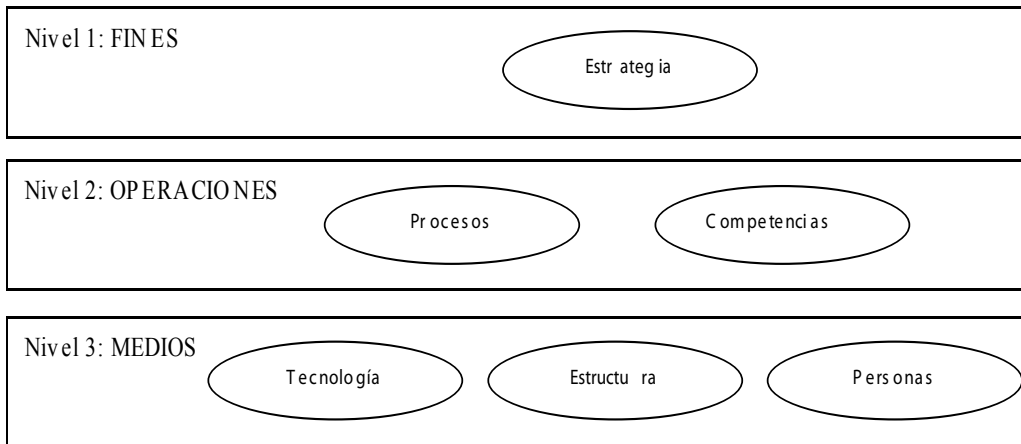 Nivel 1: FINES
Estrategia
Nivel 2: OPERACIONES
Procesos
Competencias
Nivel 3: MEDIOS
Tecnología
Estructura
Personas